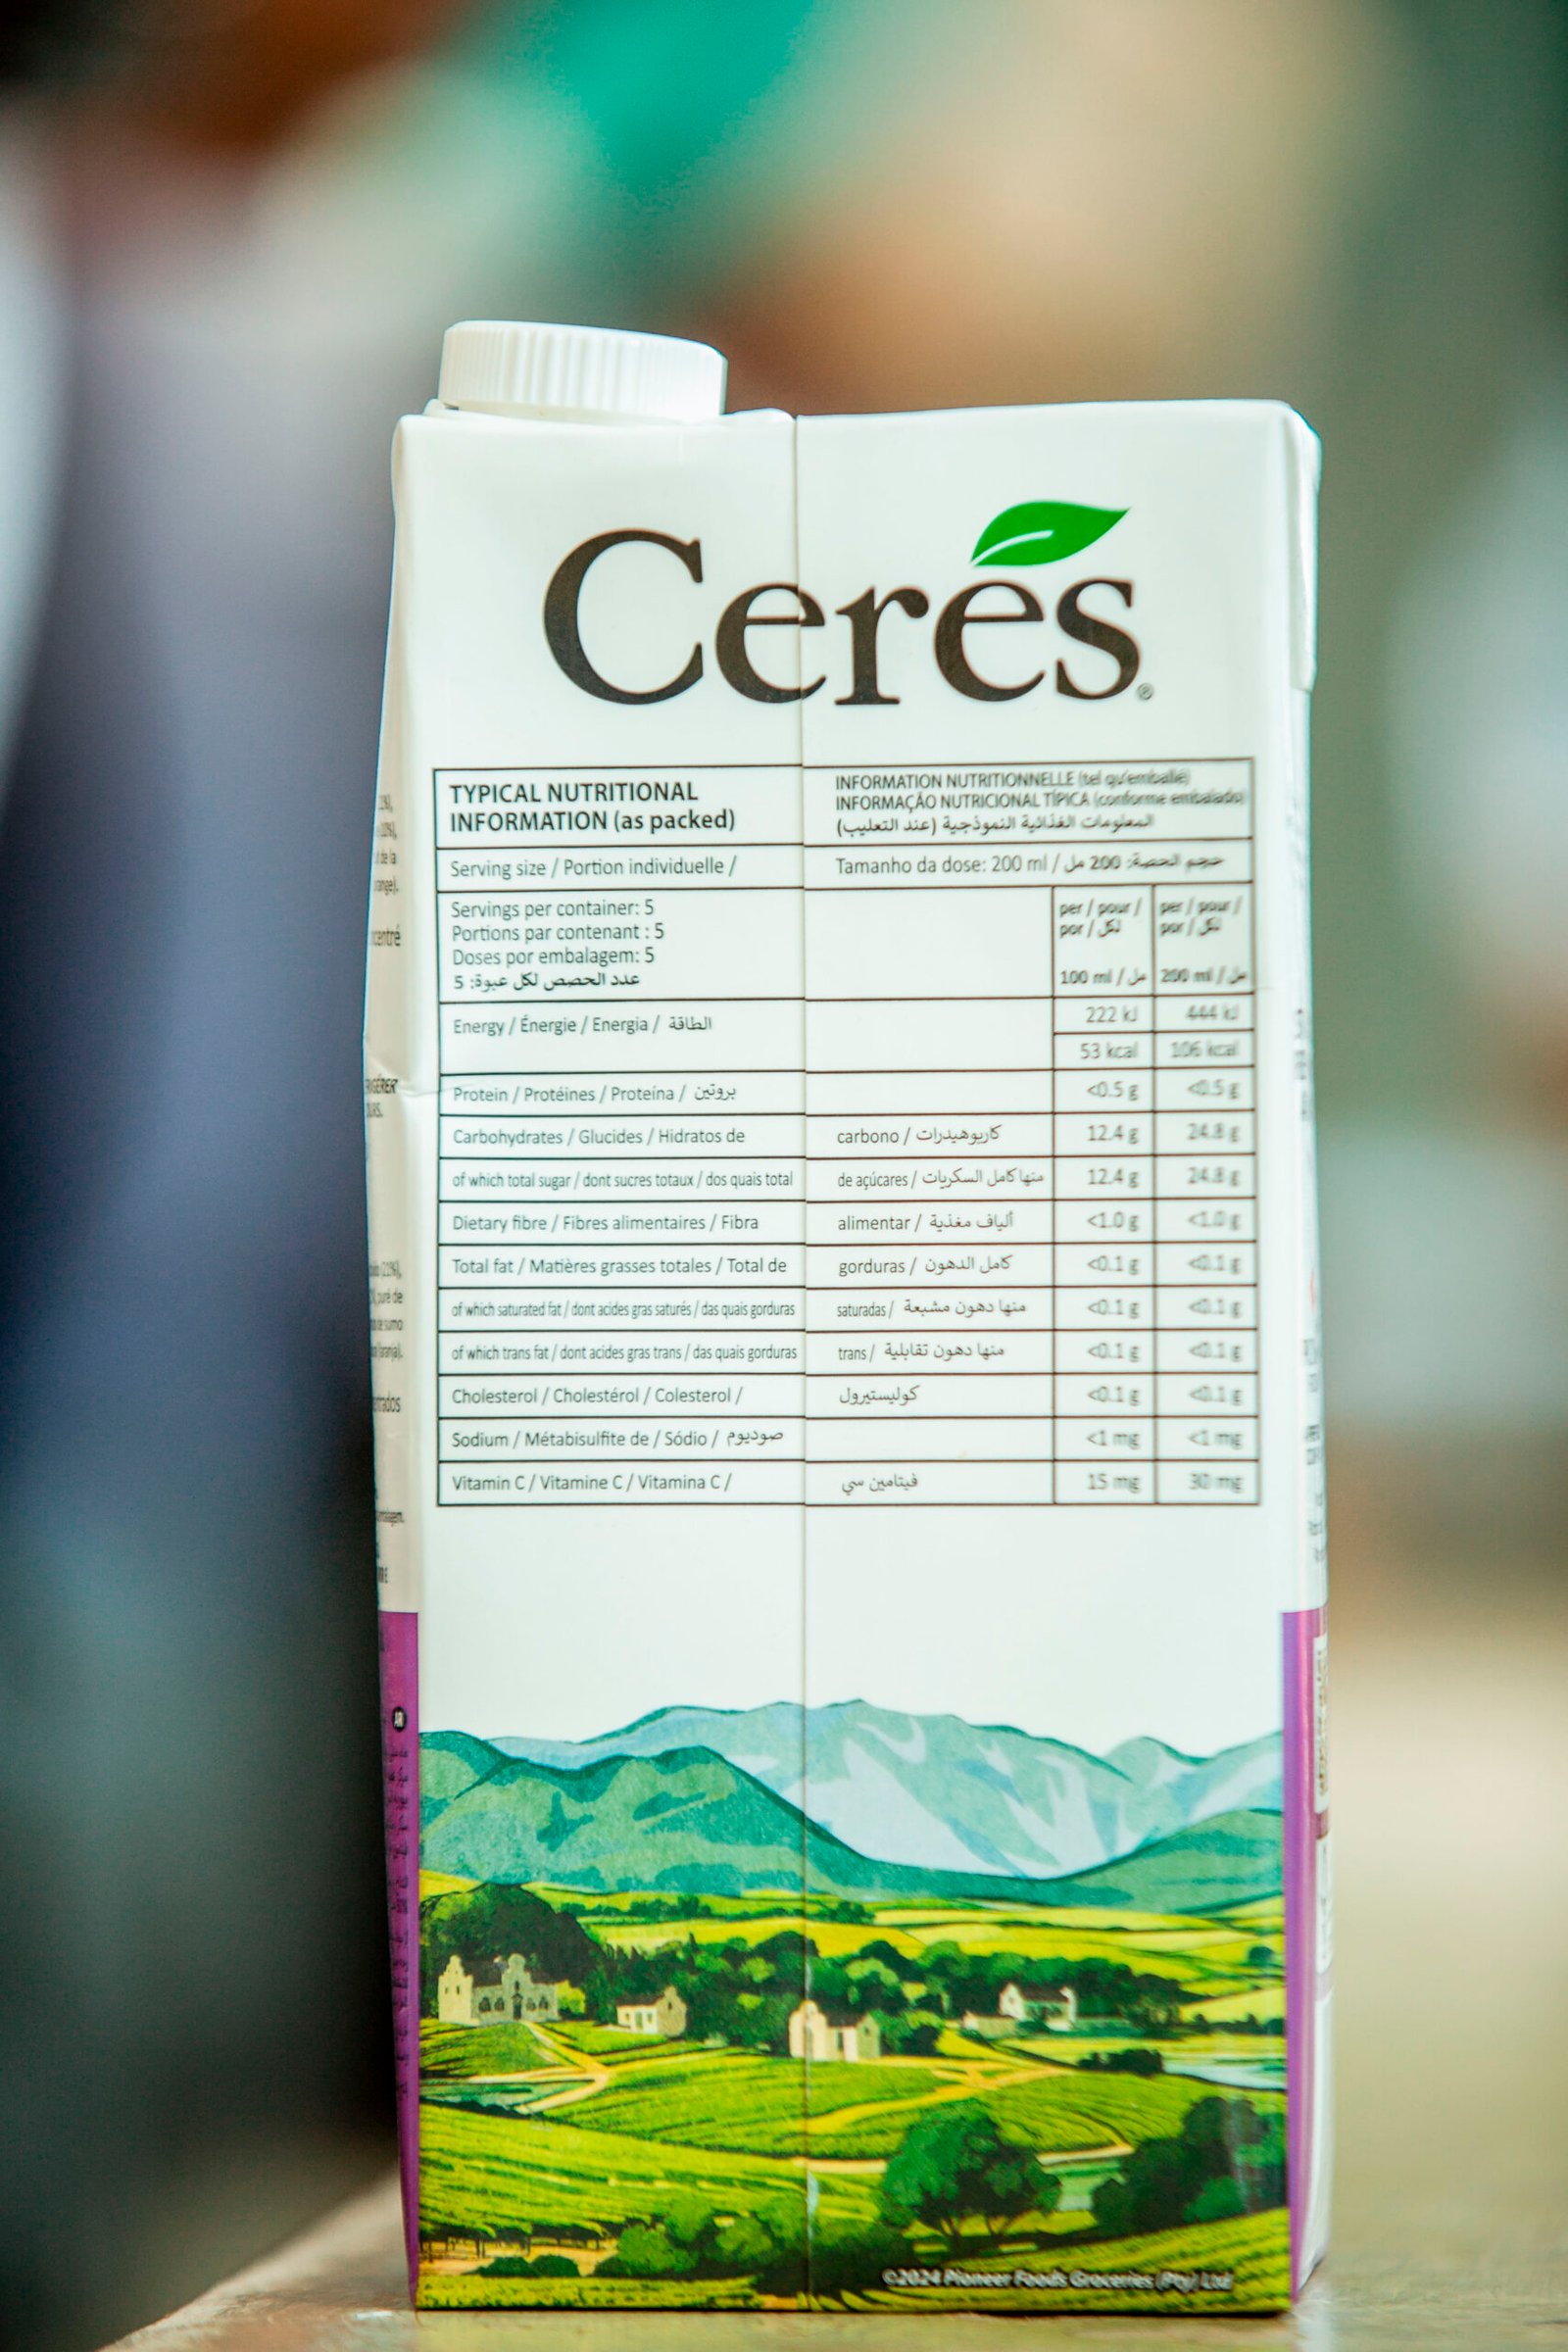 Ceres®
TYPICAL NUTRITIONAL
INFORMATION (as packed)
INFORMATION NUTRITIONNELLE (tel qu'emballé)
INFORMAÇÃO NUTRICIONAL TÍPICA (conforme embalado)
المعلومات الغذائية النموذجية (عند التعليب)
Serving size / Portion individuelle / Tamanho da dose: 200 ml / حجم الحصة: 200 مل
Servings per container: 5
Portions par contenant : 5
Doses por embalagem: 5
عدد الحصص لكل عبوة: 5
per / pour / per / pour /
por / لكل por / لكل
100 ml / مل 200 ml / مل
Energy / Énergie / Energia / الطاقة 222 kJ 444 kJ
53 kcal 106 kcal
Protein / Protéines / Proteína / بروتين <0.5 g <0.5 g
Carbohydrates / Glucides / Hidratos de carbono / كاربوهيدرات 12.4 g 24.8 g
of which total sugar / dont sucres totaux / dos quais total de açúcares / منها كامل السكريات 12.4 g 24.8 g
Dietary fibre / Fibres alimentaires / Fibra alimentar / ألياف مغذية <1.0 g <1.0 g
Total fat / Matières grasses totales / Total de gorduras / كامل الدهون <0.1 g <0.1 g
of which saturated fat / dont acides gras saturés / das quais gorduras saturadas / منها دهون مشبعة <0.1 g <0.1 g
of which trans fat / dont acides gras trans / das quais gorduras trans / منها دهون تقابلية <0.1 g <0.1 g
Cholesterol / Cholestérol / Colesterol / كوليستيرول <0.1 g <0.1 g
Sodium / Métabisulfite de / Sódio / صوديوم <1 mg <1 mg
Vitamin C / Vitamine C / Vitamina C / فيتامين سي 15 mg 30 mg
©2024 Pioneer Foods Groceries (Pty) Ltd